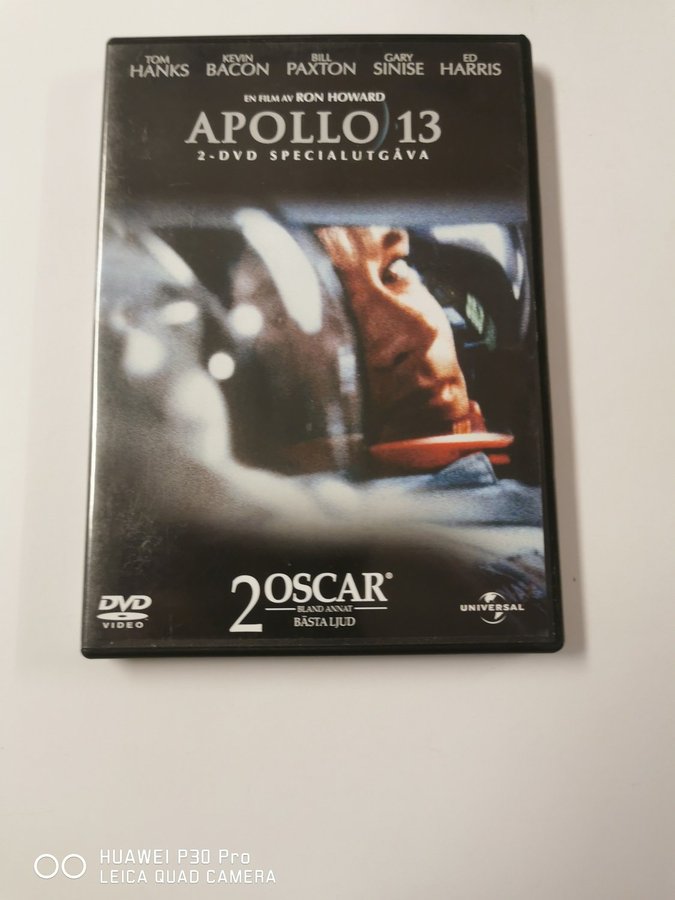 TOM HANKS KEVIN BACON BILL PAXTON GARY SINISE ED HARRIS
EN FILM AV RON HOWARD
APOLLO 13
2-DVD SPECIALUTGÅVA
2 OSCAR®
BLAND ANNAT
BÄSTA LJUD
DVD
VIDEO
UNIVERSAL
HUAWEI P30 Pro
LEICA QUAD CAMERA